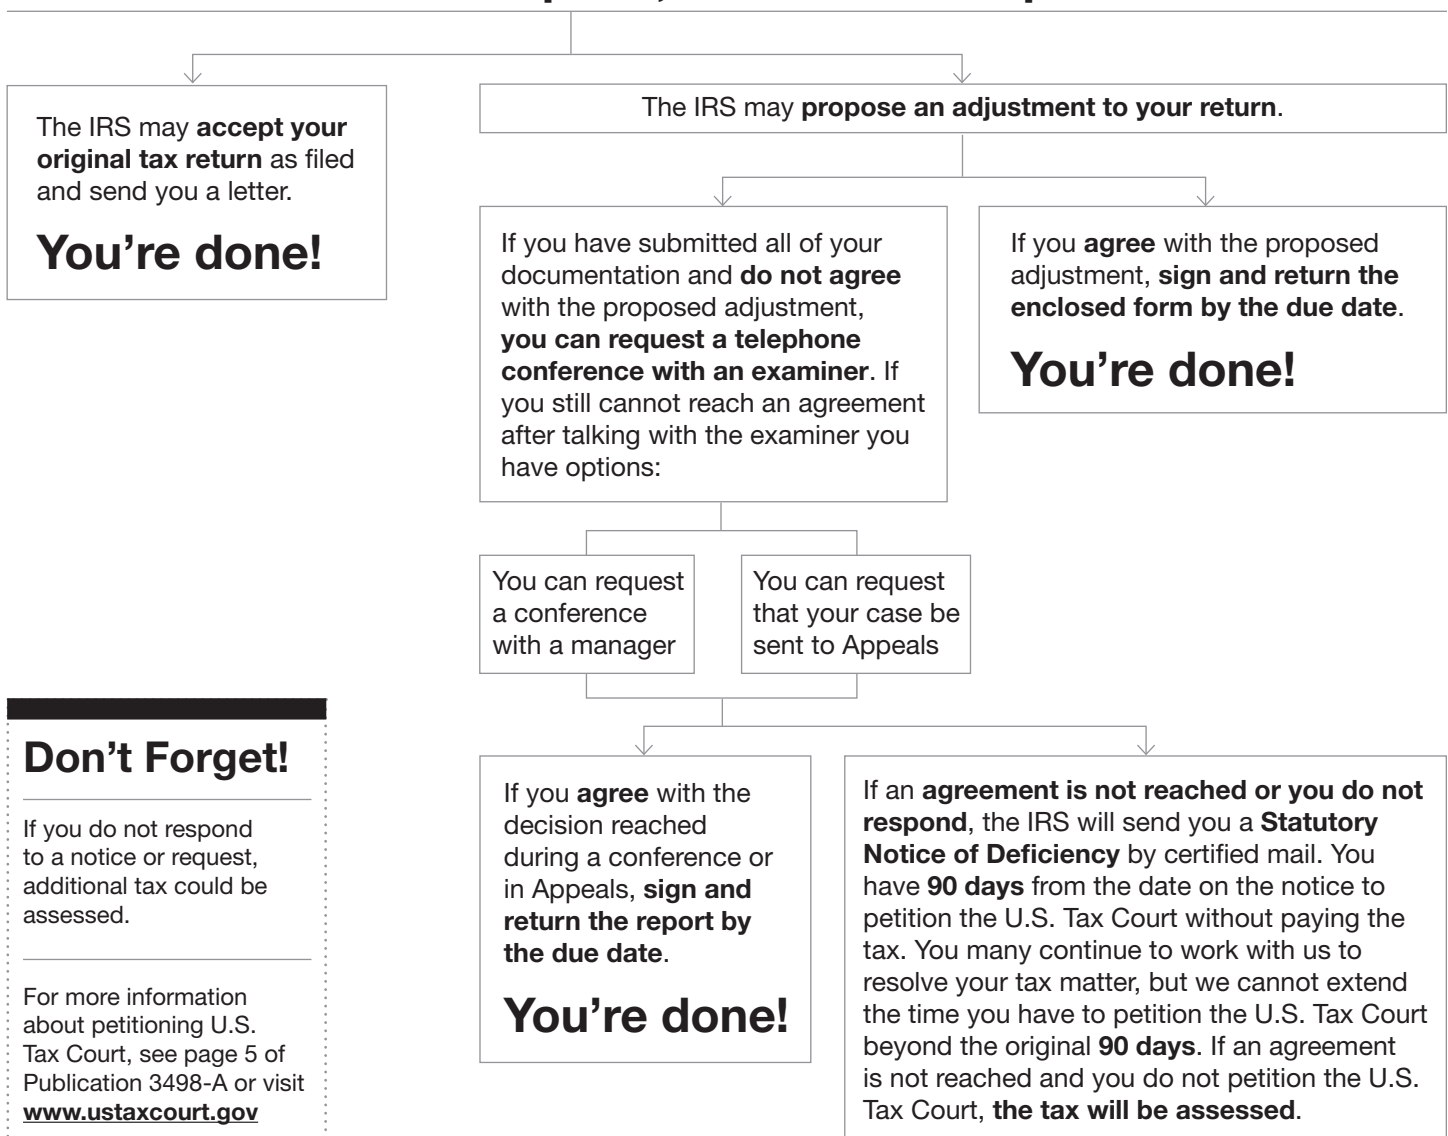 The IRS may accept your
original tax return as filed
and send you a letter.
You're done!
The IRS may propose an adjustment to your return.
If you have submitted all of your
documentation and do not agree
with the proposed adjustment,
you can request a telephone
conference with an examiner. If
you still cannot reach an agreement
after talking with the examiner you
have options:
If you agree with the proposed
adjustment, sign and return the
enclosed form by the due date.
You're done!
You can request
a conference
with a manager
You can request
that your case be
sent to Appeals
If you agree with the
decision reached
during a conference or
in Appeals, sign and
return the report by
the due date.
You're done!
If an agreement is not reached or you do not
respond, the IRS will send you a Statutory
Notice of Deficiency by certified mail. You
have 90 days from the date on the notice to
petition the U.S. Tax Court without paying the
tax. You many continue to work with us to
resolve your tax matter, but we cannot extend
the time you have to petition the U.S. Tax Court
beyond the original 90 days. If an agreement
is not reached and you do not petition the U.S.
Tax Court, the tax will be assessed.
Don't Forget!
If you do not respond
to a notice or request,
additional tax could be
assessed.
For more information
about petitioning U.S.
Tax Court, see page 5 of
Publication 3498-A or visit
www.ustaxcourt.gov